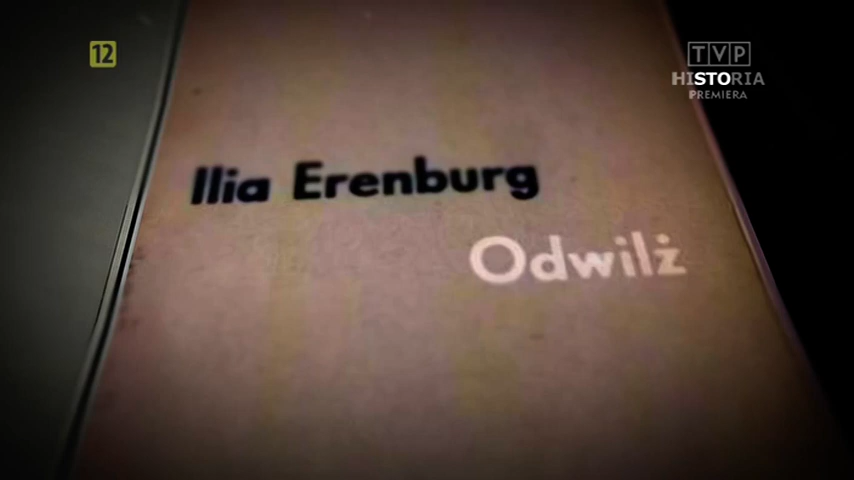 12
TVP
HISTORIA
PREMIERA
Ilia Erenburg
Odwilż